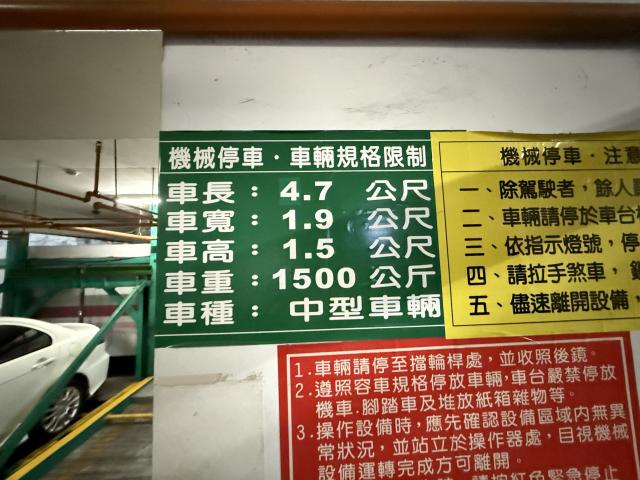 機械停車・車輛規格限制
車長：4.7 公尺
車寬：1.9 公尺
車高：1.5 公尺
車重：1500 公斤
車種：中型車輛
機械停車・注意
一、除駕駛者，餘人
二、車輛請停於車台
三、依指示燈號，停
四、請拉手煞車，
五、儘速離開設備
1.車輛請停至擋輪桿處，並收照後鏡。
2.遵照容車規格停放車輛，車台嚴禁停放
機車.腳踏車及堆放紙箱雜物等。
3.操作設備時，應先確認設備區域內無異
常狀況，並站立於操作器處，目視機械
設備運轉完成方可離開。